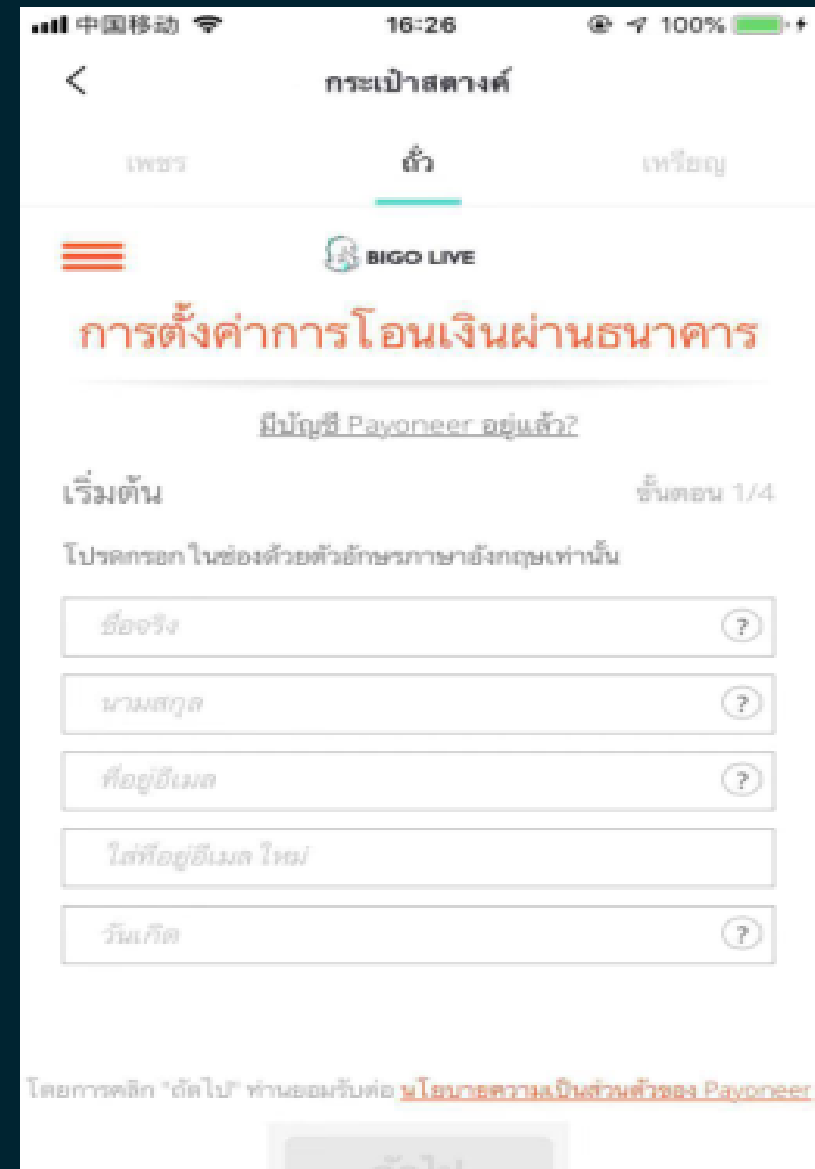 中国移动 16:26 100%
กระเป๋าสตางค์
เพชร ถั่ว เหรียญ
BIGO LIVE
การตั้งค่าการโอนเงินผ่านธนาคาร
มีบัญชี Payoneer อยู่แล้ว?
เริ่มต้น ขั้นตอน 1/4
โปรดกรอก ในช่องด้วยตัวอักษรภาษาอังกฤษเท่านั้น
ชื่อจริง ?
นามสกุล ?
ที่อยู่อีเมล ?
ใส่ที่อยู่อีเมล ใหม่
วันเกิด ?
โดยการคลิก "ถัดไป" ท่านยอมรับต่อ นโยบายความเป็นส่วนตัวของ Payoneer